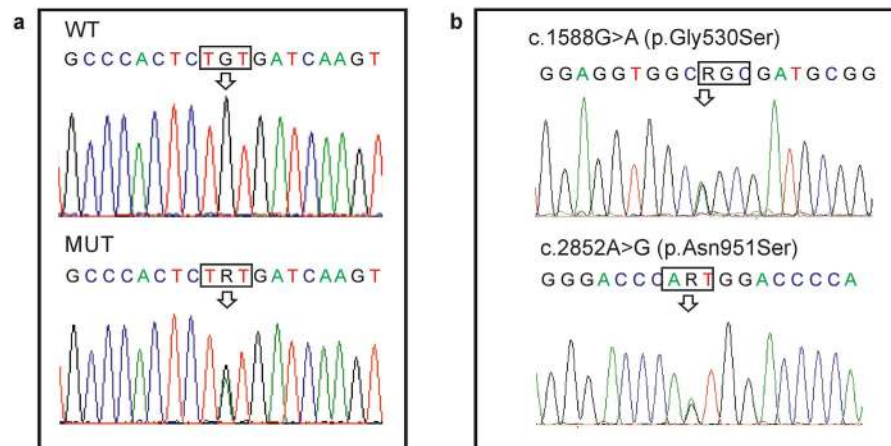 a
WT
GCCCACTCTGTGATCAAGT
MUT
GCCCACTCTRTGATCAAGT
b
c.1588G>A (p.Gly530Ser)
GGAGGTGGCRGCGATGCGG
c.2852A>G (p.Asn951Ser)
GGGACCCARTGGACCCCA